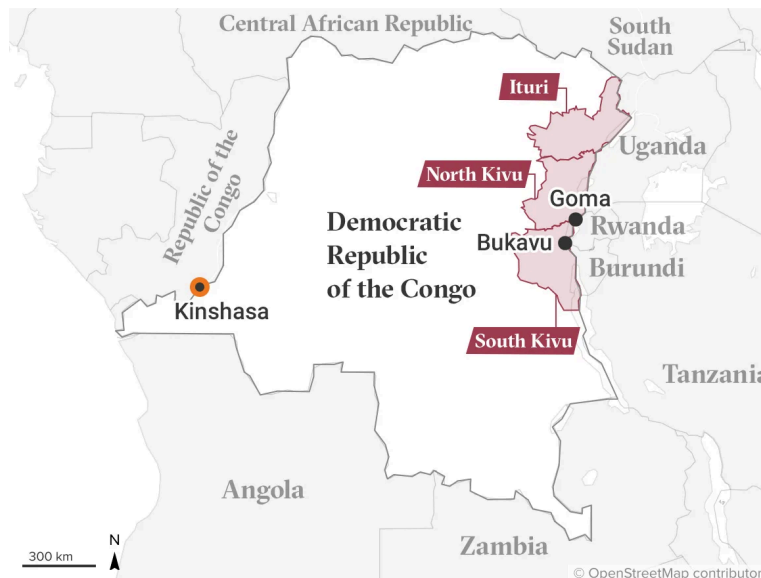 Central African Republic
South
Sudan
Ituri
Uganda
North Kivu
Republic of the
Congo
Goma
Rwanda
Democratic
Republic
of the Congo
Bukavu
Burundi
Kinshasa
South Kivu
Tanzania
Angola
Zambia
300 km
N
© OpenStreetMap contributor